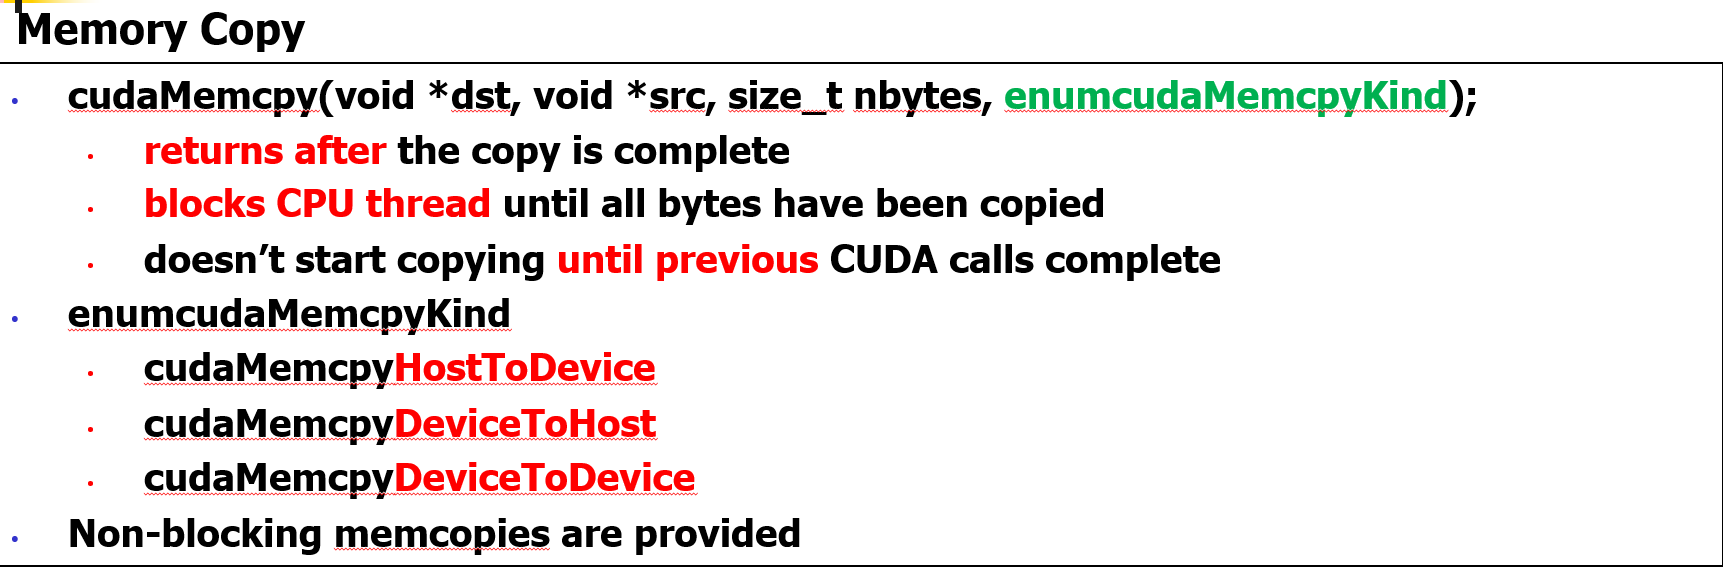 Memory Copy
cudaMemcpy(void *dst, void *src, size_t nbytes, enumcudaMemcpyKind);
returns after the copy is complete
blocks CPU thread until all bytes have been copied
doesn’t start copying until previous CUDA calls complete
enumcudaMemcpyKind
cudaMemcpyHostToDevice
cudaMemcpyDeviceToHost
cudaMemcpyDeviceToDevice
Non-blocking memcopies are provided